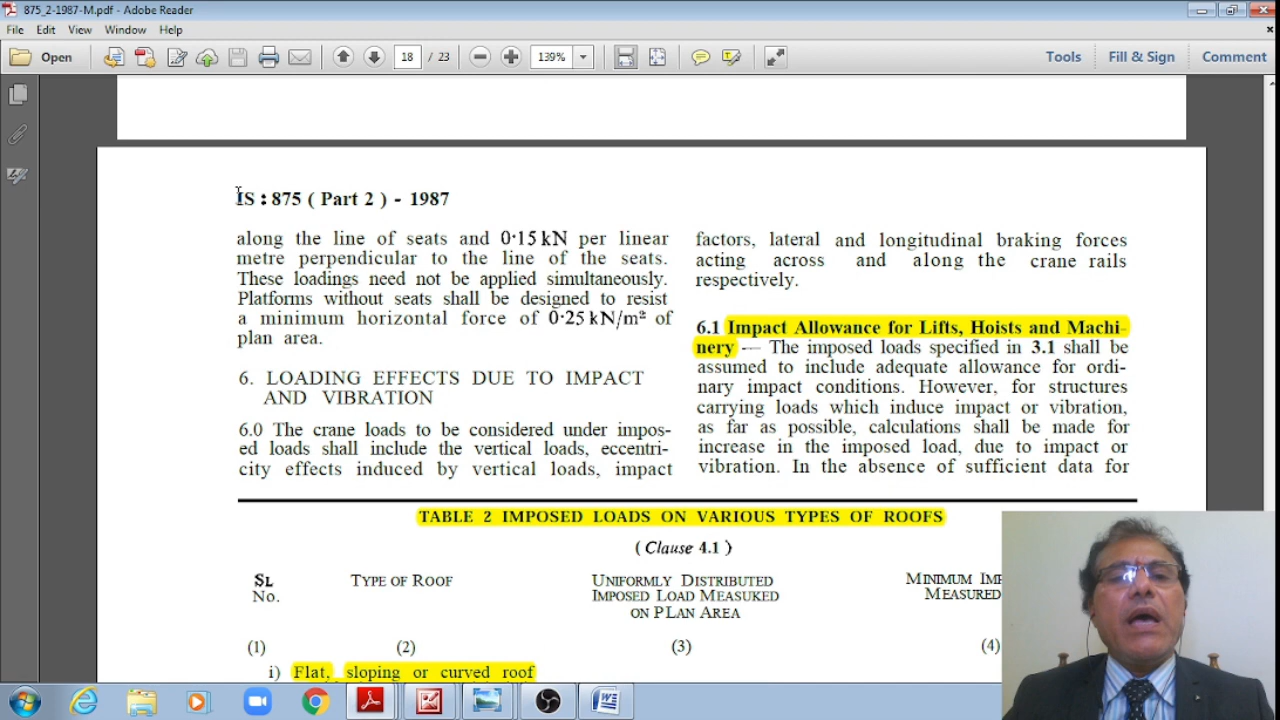 875_2-1987-M.pdf - Adobe Reader
File Edit View Window Help
Open 18 / 23 139% Tools Fill & Sign Comment
IS : 875 ( Part 2 ) - 1987
along the line of seats and 0·15 kN per linear
metre perpendicular to the line of the seats.
These loadings need not be applied simultaneously.
Platforms without seats shall be designed to resist
a minimum horizontal force of 0·25 kN/m² of
plan area.
6. LOADING EFFECTS DUE TO IMPACT
AND VIBRATION
6.0 The crane loads to be considered under impos-
ed loads shall include the vertical loads, eccentri-
city effects induced by vertical loads, impact
factors, lateral and longitudinal braking forces
acting across and along the crane rails
respectively.
6.1 Impact Allowance for Lifts, Hoists and Machi-
nery — The imposed loads specified in 3.1 shall be
assumed to include adequate allowance for ordi-
nary impact conditions. However, for structures
carrying loads which induce impact or vibration,
as far as possible, calculations shall be made for
increase in the imposed load, due to impact or
vibration. In the absence of sufficient data for
TABLE 2 IMPOSED LOADS ON VARIOUS TYPES OF ROOFS
( Clause 4.1 )
SL
No.
TYPE OF ROOF
UNIFORMLY DISTRIBUTED
IMPOSED LOAD MEASUKED
ON PLAN AREA
MINIMUM
MEASURED
(1) (2) (3) (4)
i) Flat, sloping or curved roof